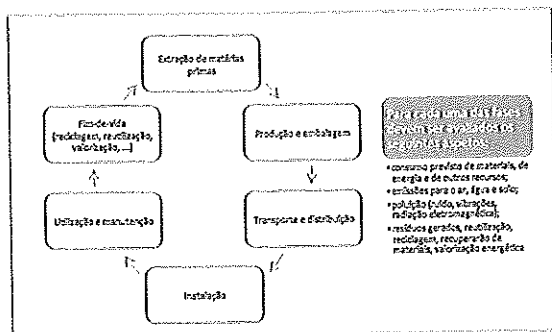 Extração de matérias
primas
Fim-de-vida
(reciclagem, reutilização,
valorização, ...)
Produção e embalagem
Utilização e manutenção
Transporte e distribuição
Instalação
Para cada uma das fases
devem ser avaliados os
seguintes aspetos:
•consumo previsto de materiais, de
energia e de outros recursos;
•emissões para o ar, água e solo;
•poluição (ruído, vibrações,
radiação eletromagnética);
•resíduos gerados, reutilização,
reciclagem, recuperação de
materiais, valorização energética